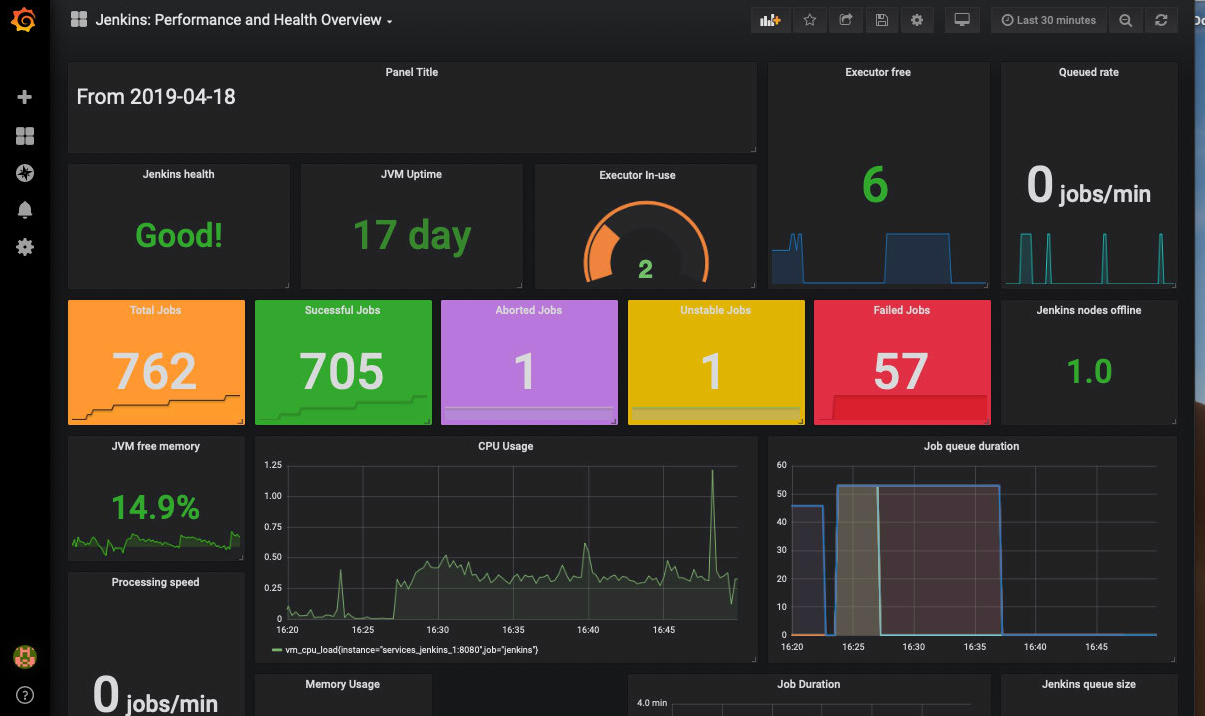 Jenkins: Performance and Health Overview
Last 30 minutes
Panel Title
From 2019-04-18
Executor free
6
Queued rate
0 jobs/min
Jenkins health
Good!
JVM Uptime
17 day
Executor In-use
2
Total Jobs
762
Sucessful Jobs
705
Aborted Jobs
1
Unstable Jobs
1
Failed Jobs
57
Jenkins nodes offline
1.0
JVM free memory
14.9%
CPU Usage
1.25
1.00
0.75
0.50
0.25
0
16:20 16:25 16:30 16:35 16:40 16:45
vm_cpu_load{instance="services_jenkins_1:8080",job="jenkins"}
Job queue duration
60
50
40
30
20
10
0
16:20 16:25 16:30 16:35 16:40 16:45
Processing speed
0 jobs/min
Memory Usage
Job Duration
4.0 min
Jenkins queue size